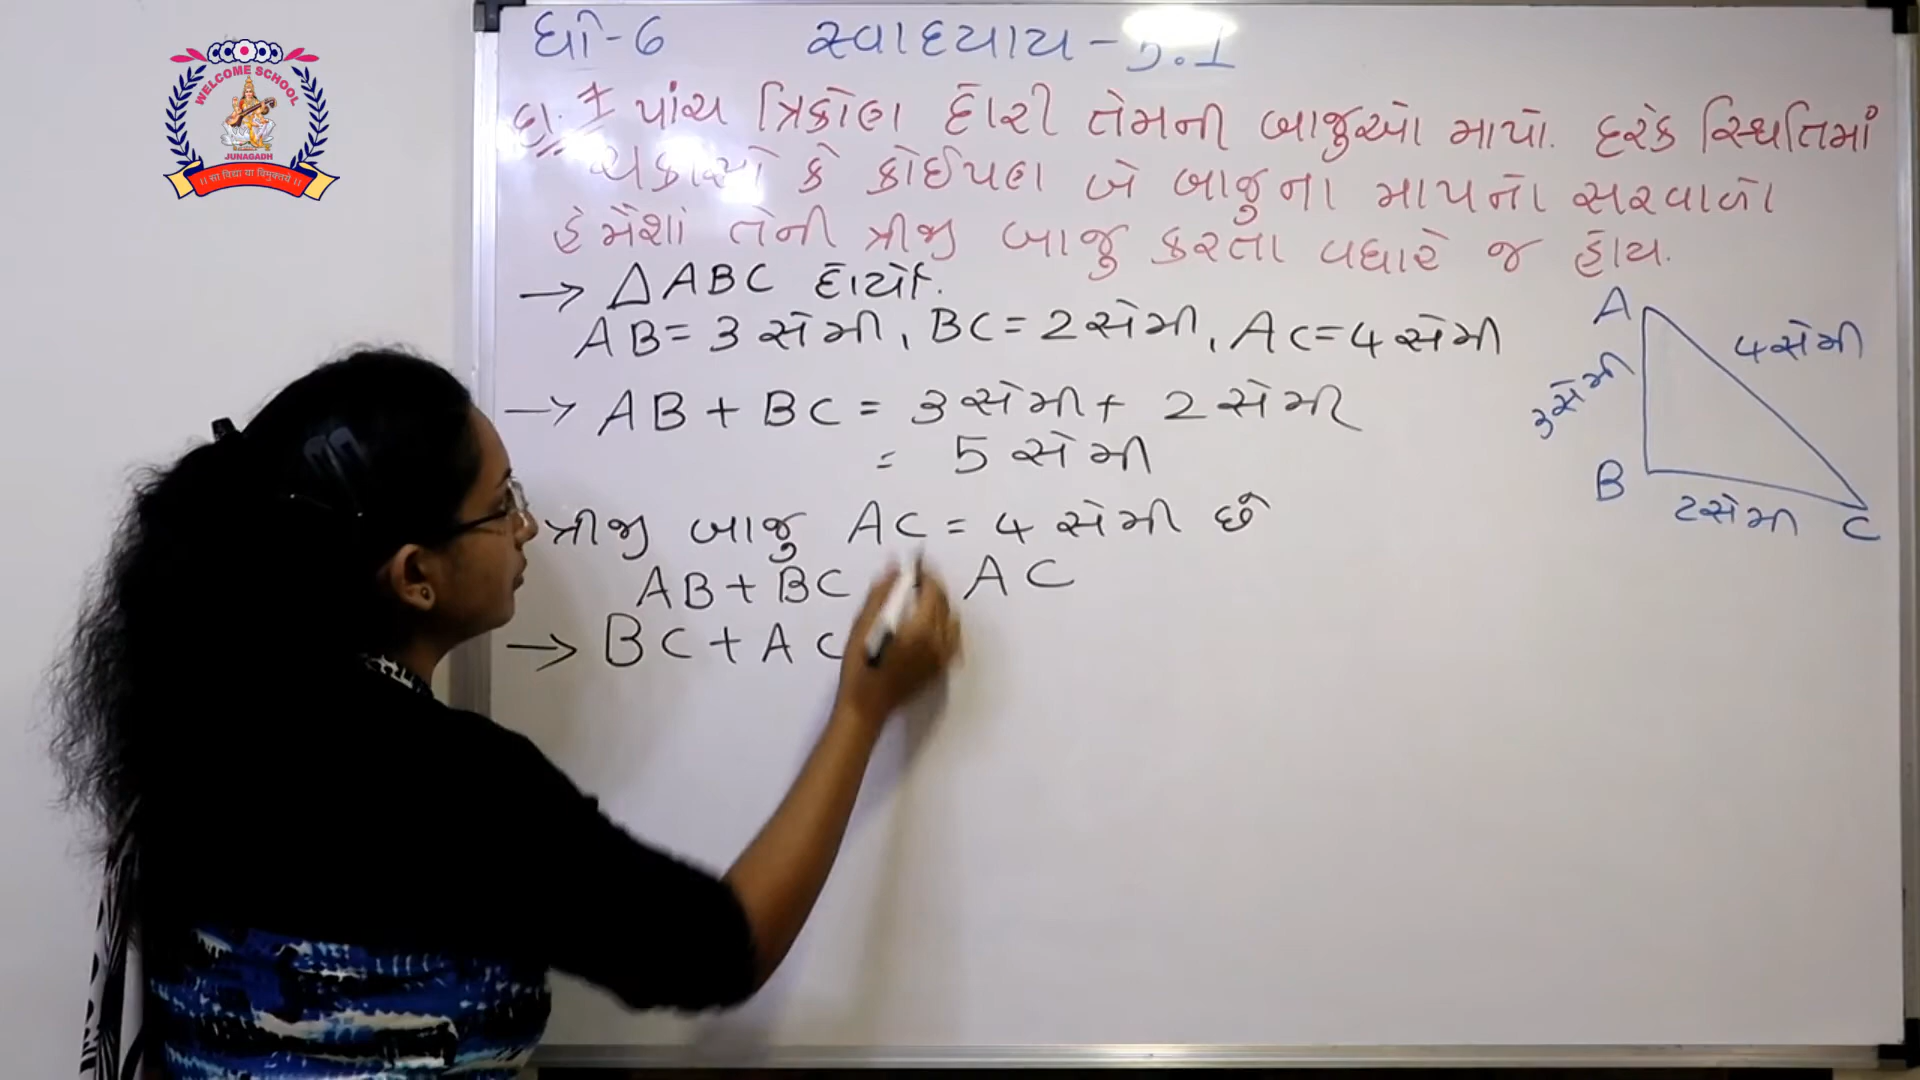 WELCOME SCHOOL
JUNAGADH
।। सा विद्या या विमुक्तये ।।
ધો-6 સ્વાધ્યાય-5.1
પાંચ ત્રિકોણ દોરી તેમની બાજુઓ માપો. દરેક સ્થિતિમાં
ચકાસો કે કોઈપણ બે બાજુના માપનો સરવાળો
હંમેશાં તેની ત્રીજી બાજુ કરતા વધારે જ હોય.
→ △ABC દોર્યો.
AB = 3 સેમી, BC = 2 સેમી, AC = 4 સેમી
→ AB + BC = 3 સેમી + 2 સેમી
= 5 સેમી
ત્રીજી બાજુ AC = 4 સેમી છે
AB + BC AC
→ BC + AC
A
4 સેમી
3 સેમી
B
2 સેમી
C